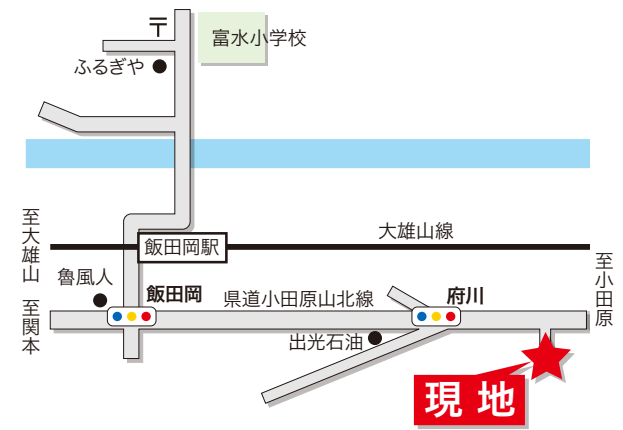 〒
富水小学校
ふるぎや
至大雄山
大雄山線
飯田岡駅
至小田原
魯風人
飯田岡
県道小田原山北線
府川
至関本
出光石油
現地